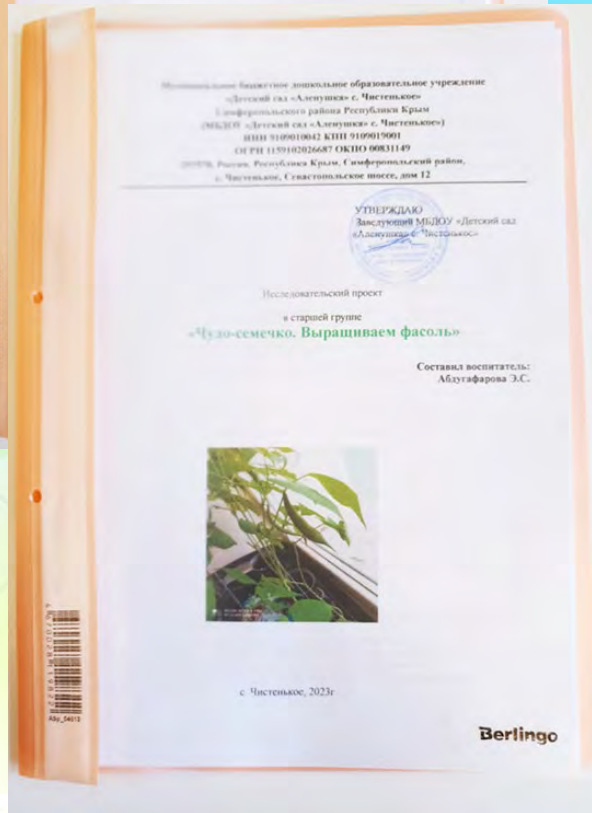 Муниципальное бюджетное дошкольное образовательное учреждение
«Детский сад «Аленушка» с. Чистенькое»
Симферопольского района Республики Крым
(МБДОУ «Детский сад «Аленушка» с. Чистенькое»)
ИНН 9109010042 КПП 9109019001
ОГРН 1159102026687 ОКПО 00831149
Россия, Республика Крым, Симферопольский район,
с. Чистенькое, Севастопольское шоссе, дом 12
УТВЕРЖДАЮ
Заведующий МБДОУ «Детский сад
«Аленушка» с. Чистенькое»
Исследовательский проект
в старшей группе
«Чудо-семечко. Выращиваем фасоль»
Составил воспитатель:
Абдугафарова Э.С.
с. Чистенькое, 2023г
Berlingo